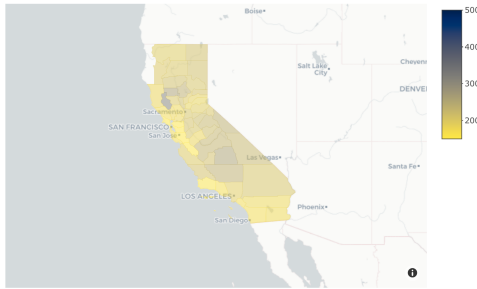 Boise
500
Salt Lake
City
Cheyenn
400
DENVER
Sacramento
SAN FRANCISCO
San Jose
300
Las Vegas
Santa Fe
200
LOS ANGELES
Phoenix
San Diego
i